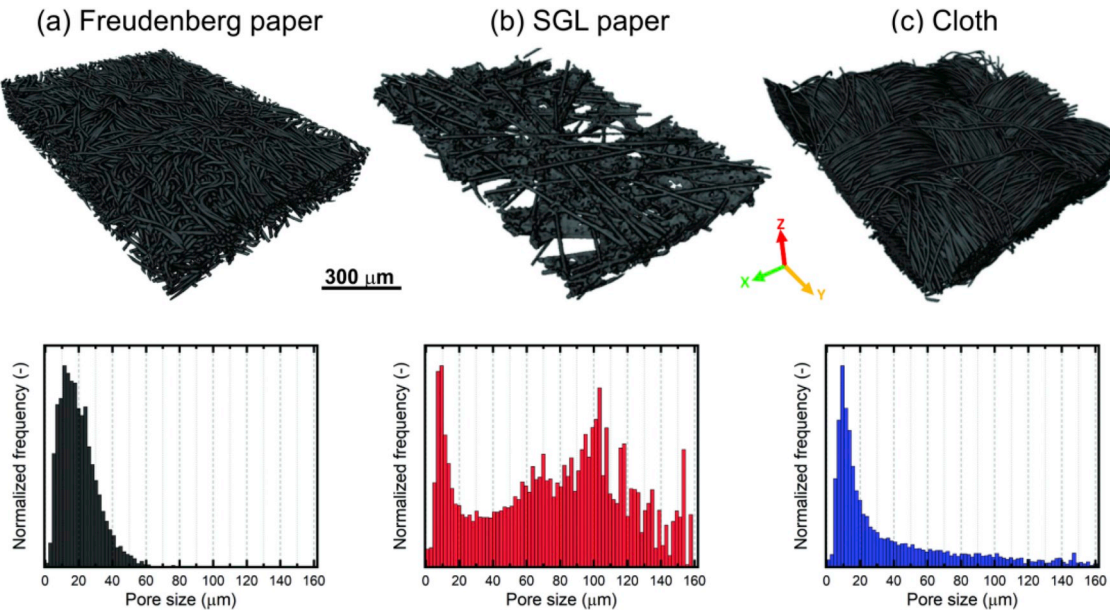 (a) Freudenberg paper
(b) SGL paper
(c) Cloth
300 μm
Z
X
Y
Normalized frequency (-)
0 20 40 60 80 100 120 140 160
Pore size (μm)
Normalized frequency (-)
0 20 40 60 80 100 120 140 160
Pore size (μm)
Normalized frequency (-)
0 20 40 60 80 100 120 140 160
Pore size (μm)